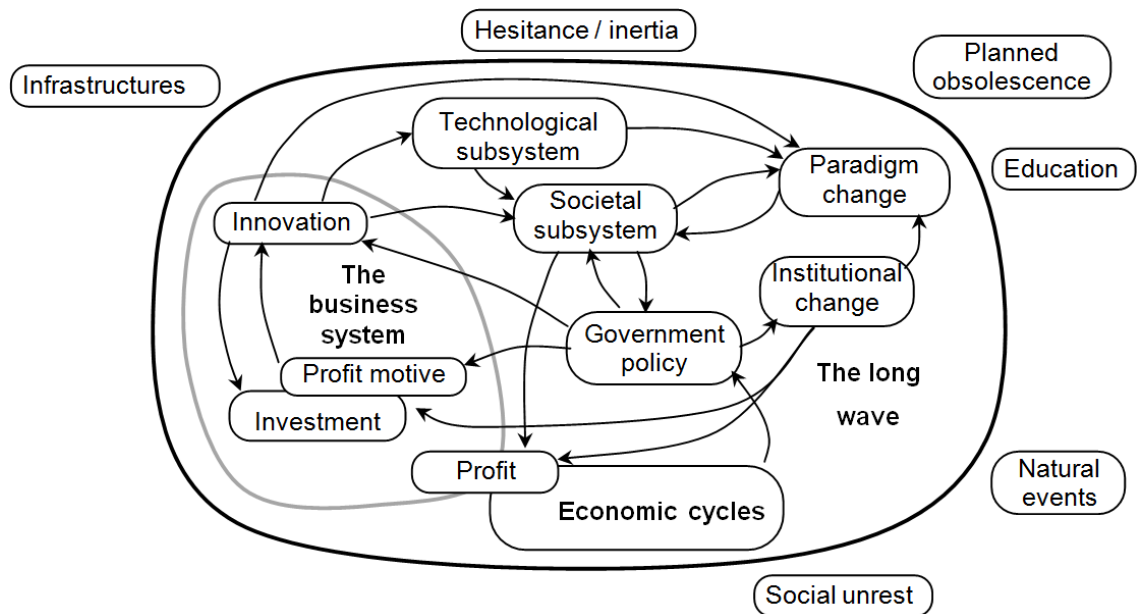 Hesitance / inertia
Planned
obsolescence
Infrastructures
Technological
subsystem
Paradigm
change
Education
Innovation
Societal
subsystem
The
business
system
Institutional
change
Government
policy
Profit motive
Investment
The long
wave
Profit
Economic cycles
Natural
events
Social unrest